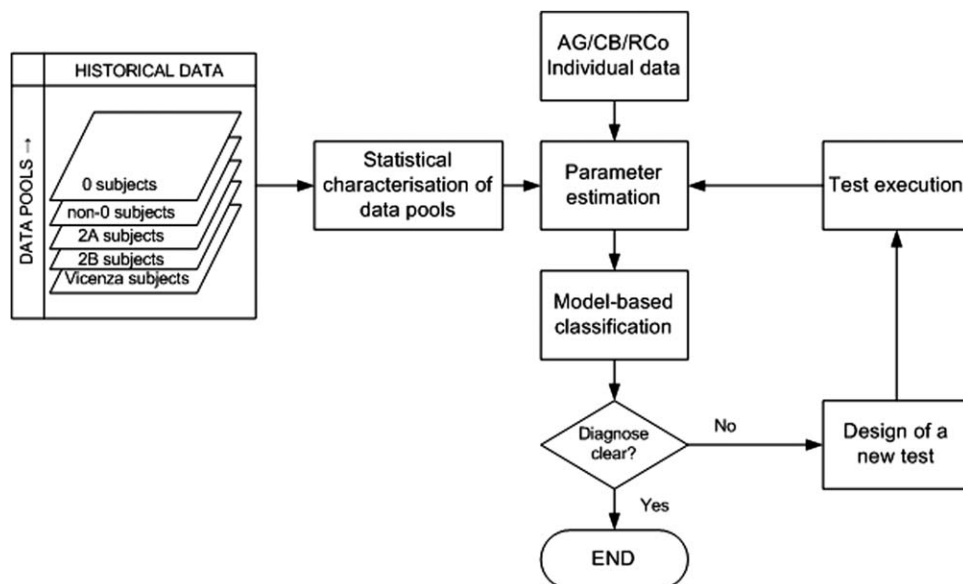 HISTORICAL DATA
DATA POOLS →
0 subjects
non-0 subjects
2A subjects
2B subjects
Vicenza subjects
Statistical
characterisation of
data pools
AG/CB/RCo
Individual data
Parameter
estimation
Test execution
Model-based
classification
Diagnose
clear?
No
Design of a
new test
Yes
END